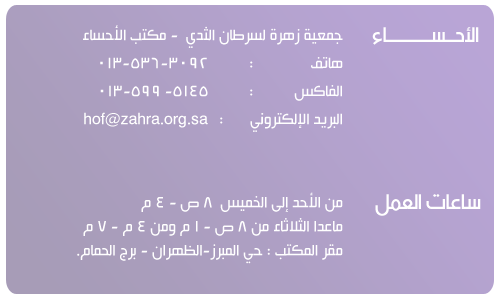 الأحســـــاء
جمعية زهرة لسرطان الثدي - مكتب الأحساء
هاتف : ٠١٣-٥٣٦-٣٠٩٢
الفاكس : ٠١٣-٥٩٩ -٥١٤٥
البريد الإلكتروني : hof@zahra.org.sa
ساعات العمل
من الأحد إلى الخميس ٨ ص - ٤ م
ماعدا الثلاثاء من ٨ ص - ١ م ومن ٤ م - ٧ م
مقر المكتب : حي المبرز-الظهران - برج الحمام.